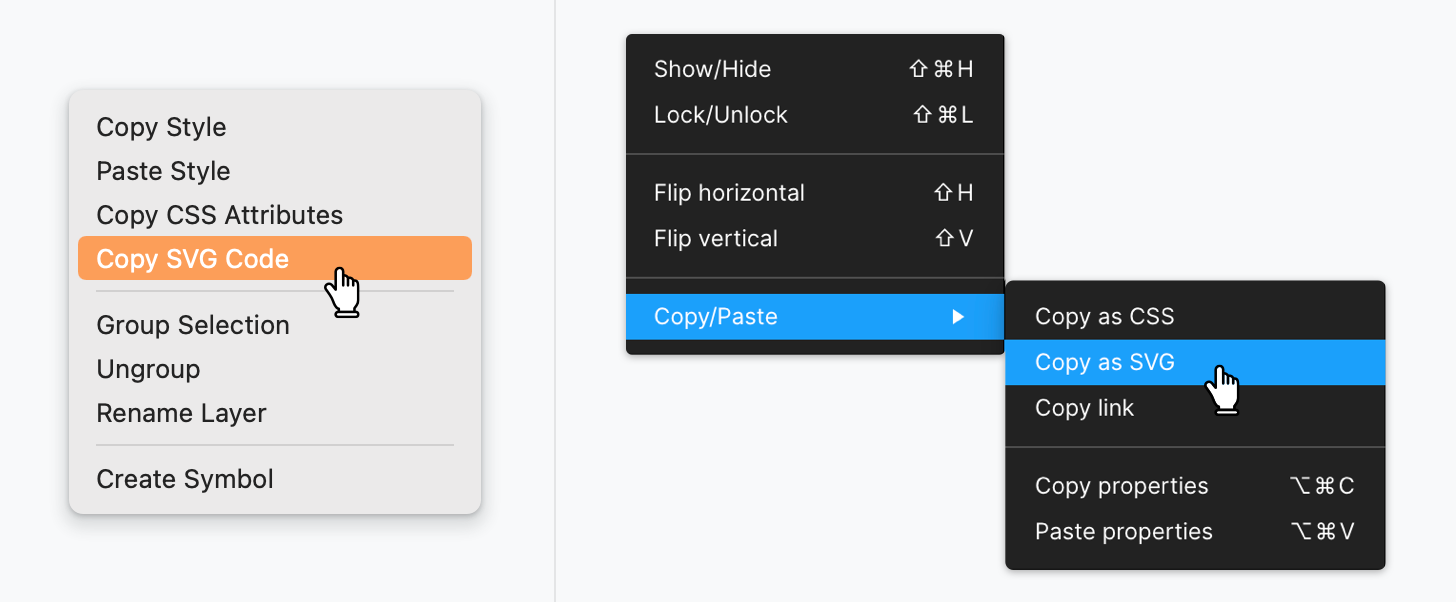 Copy Style
Paste Style
Copy CSS Attributes
Copy SVG Code
Group Selection
Ungroup
Rename Layer
Create Symbol
Show/Hide ⇧⌘H
Lock/Unlock ⇧⌘L
Flip horizontal ⇧H
Flip vertical ⇧V
Copy/Paste ▶
Copy as CSS
Copy as SVG
Copy link
Copy properties ⌥⌘C
Paste properties ⌥⌘V